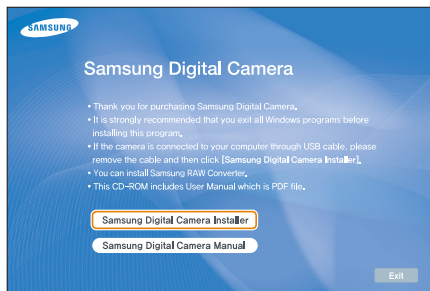 SAMSUNG
Samsung Digital Camera
• Thank you for purchasing Samsung Digital Camera.
• It is strongly recommended that you exit all Windows programs before
installing this program.
• If the camera is connected to your computer through USB cable, please
remove the cable and then click [Samsung Digital Camera Installer].
• You can install Samsung RAW Converter.
• This CD-ROM includes User Manual which is PDF file.
Samsung Digital Camera Installer
Samsung Digital Camera Manual
Exit